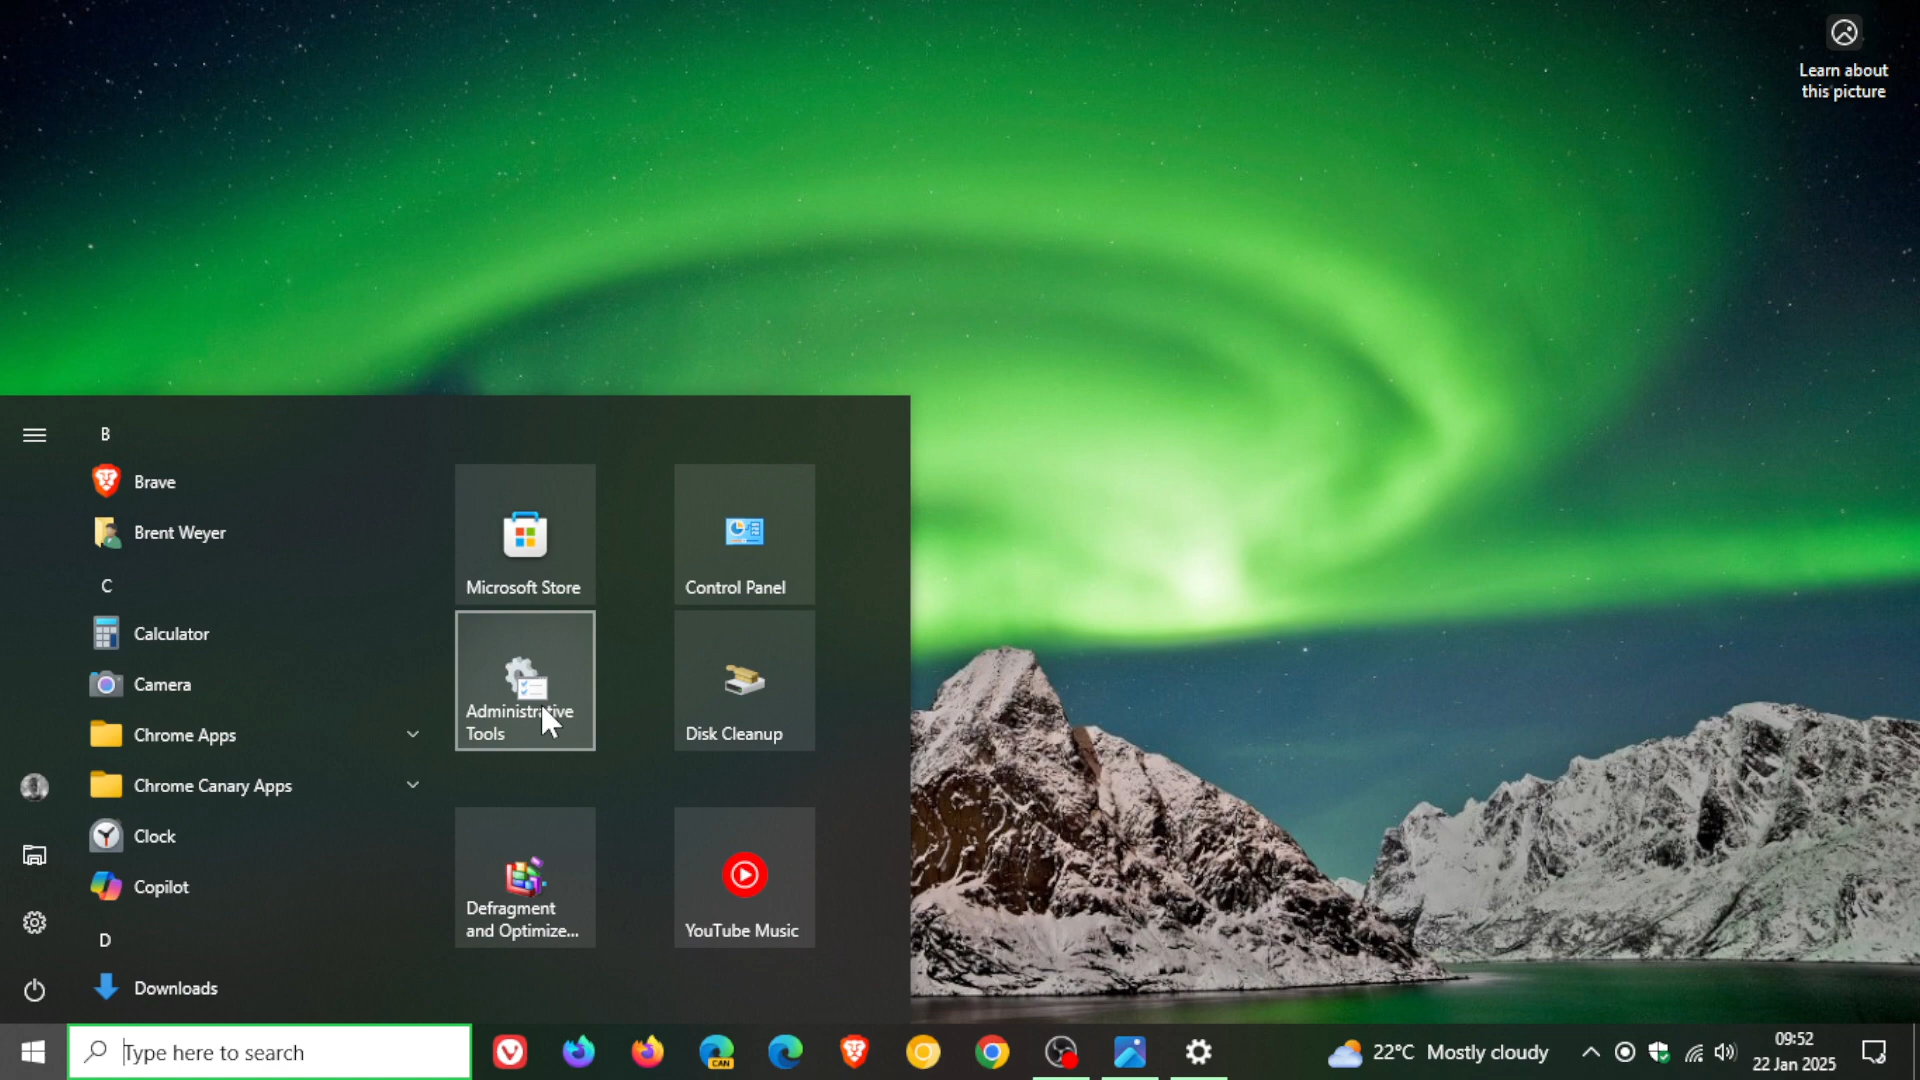 Learn about
this picture
B
Brave
Brent Weyer
C
Calculator
Camera
Chrome Apps
Chrome Canary Apps
Clock
Copilot
D
Downloads
Microsoft Store
Control Panel
Administrative
Tools
Disk Cleanup
Defragment
and Optimize...
YouTube Music
Type here to search
CAN
22°C Mostly cloudy
09:52
22 Jan 2025